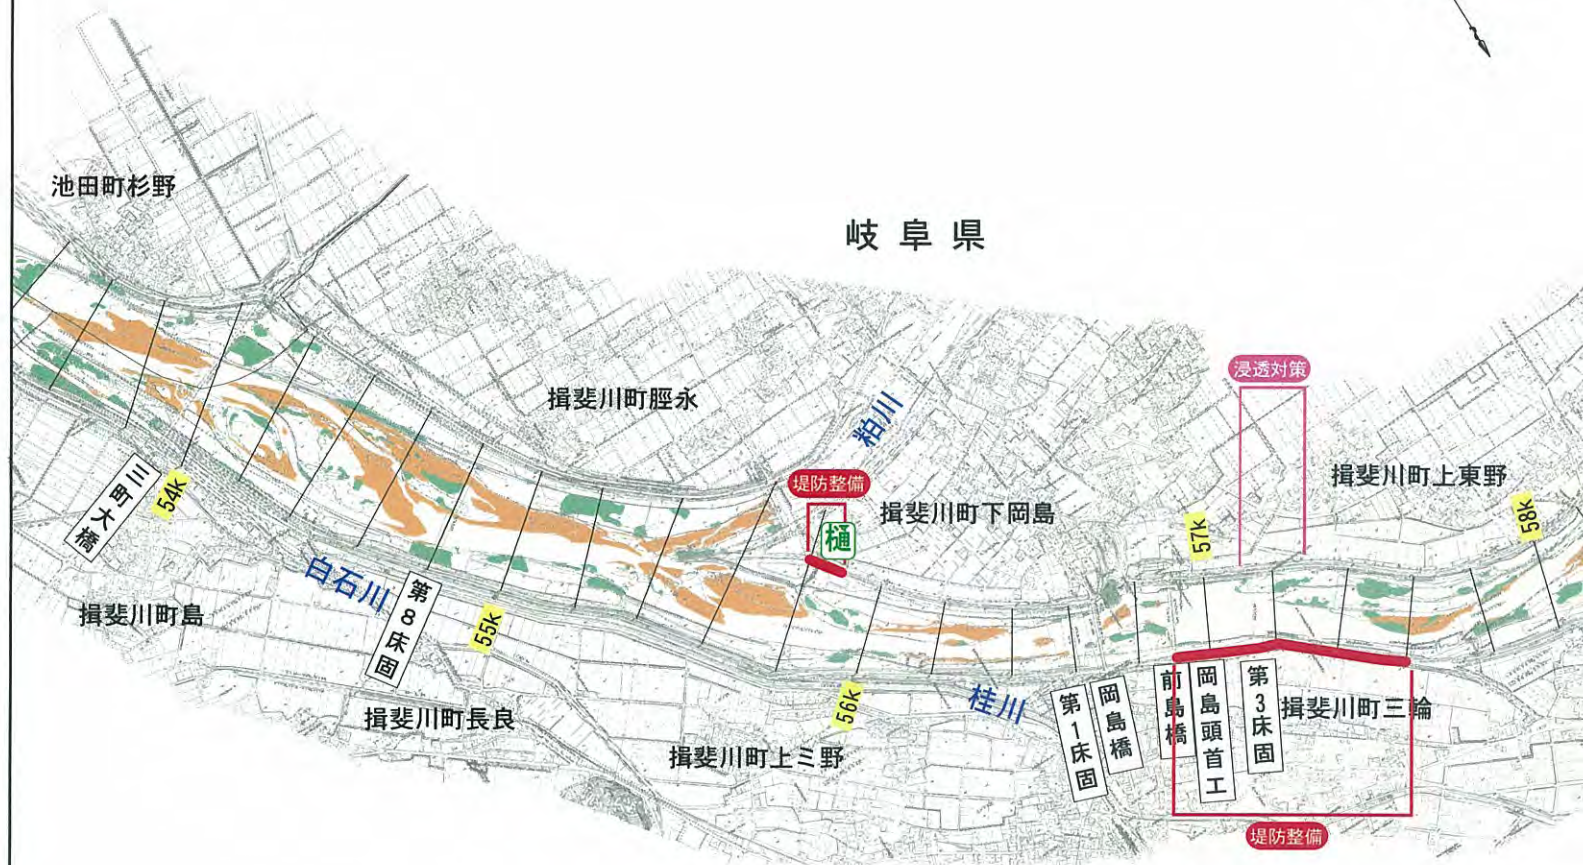 池田町杉野
岐阜県
揖斐川町脛永
粕川
浸透対策
堤防整備
樋
揖斐川町下岡島
揖斐川町上東野
57k
58k
三町大橋
54k
白石川
第8床固
55k
揖斐川町島
揖斐川町長良
56k
桂川
揖斐川町上ミ野
第1床固
岡島橋
前島橋
岡島頭首工
第3床固
揖斐川町三輪
堤防整備